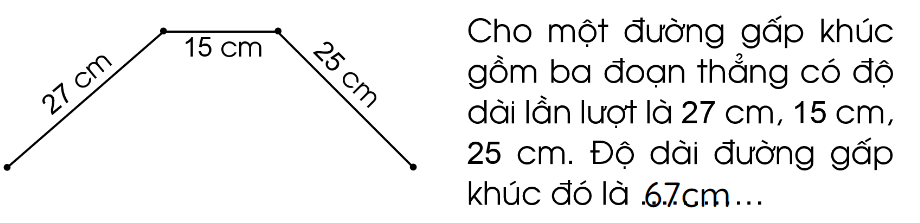 27 cm
15 cm
25 cm
Cho một đường gấp khúc
gồm ba đoạn thẳng có độ
dài lần lượt là 27 cm, 15 cm,
25 cm. Độ dài đường gấp
khúc đó là .67cm...